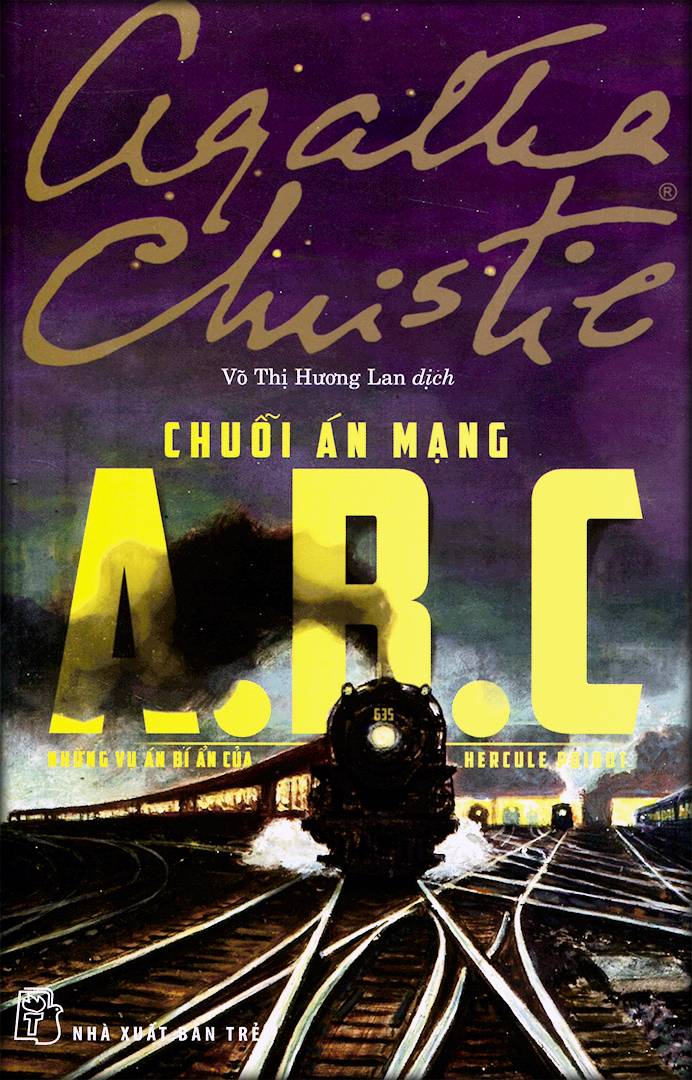 Agatha
Christie
®
Võ Thị Hương Lan dịch
CHUỖI ÁN MẠNG
A.B.C
635
NHỮNG VỤ ÁN BÍ ẨN CỦA HERCULE POIROT
NHÀ XUẤT BẢN TRẺ